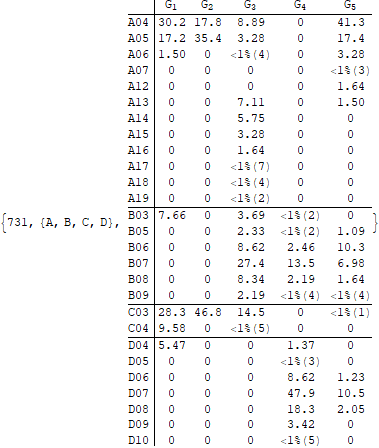 G1 G2 G3 G4 G5
A04 30.2 17.8 8.89 0 41.3
A05 17.2 35.4 3.28 0 17.4
A06 1.50 0 <1%(4) 0 3.28
A07 0 0 0 0 <1%(3)
A12 0 0 0 0 1.64
A13 0 0 7.11 0 1.50
A14 0 0 5.75 0 0
A15 0 0 3.28 0 0
A16 0 0 1.64 0 0
A17 0 0 <1%(7) 0 0
A18 0 0 <1%(4) 0 0
A19 0 0 <1%(2) 0 0
{731, {A, B, C, D}, B03 7.66 0 3.69 <1%(2) 0 }
B05 0 0 2.33 <1%(2) 1.09
B06 0 0 8.62 2.46 10.3
B07 0 0 27.4 13.5 6.98
B08 0 0 8.34 2.19 1.64
B09 0 0 2.19 <1%(4) <1%(4)
C03 28.3 46.8 14.5 0 <1%(1)
C04 9.58 0 <1%(5) 0 0
D04 5.47 0 0 1.37 0
D05 0 0 0 <1%(3) 0
D06 0 0 0 8.62 1.23
D07 0 0 0 47.9 10.5
D08 0 0 0 18.3 2.05
D09 0 0 0 3.42 0
D10 0 0 0 <1%(5) 0